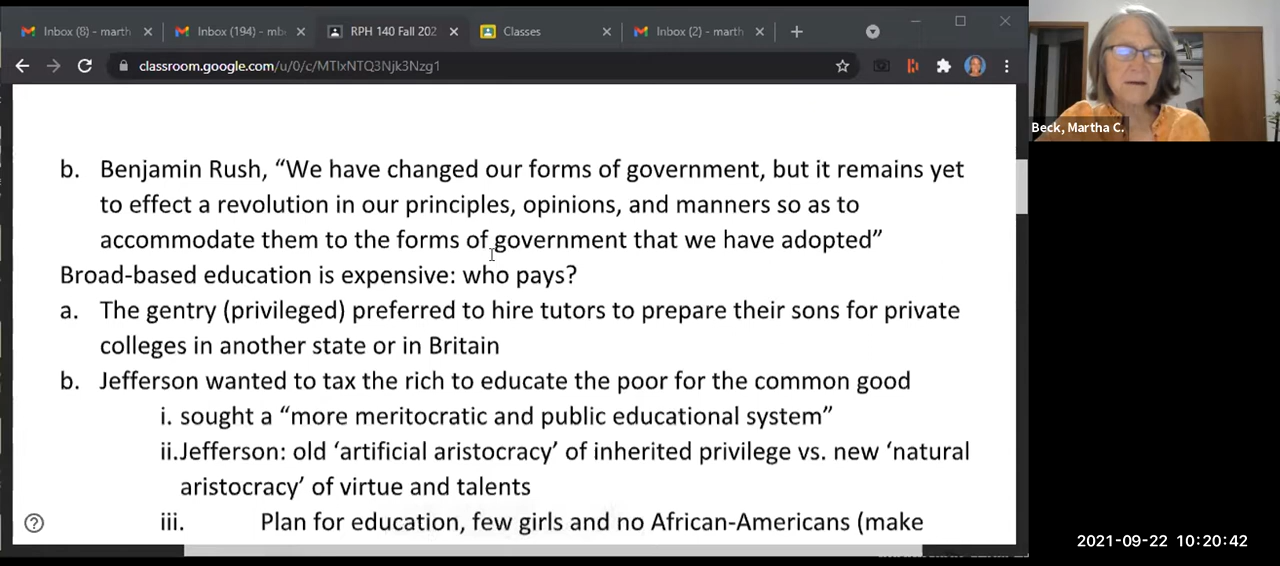 Inbox (8) - marth
Inbox (194) - mb
RPH 140 Fall 202
Classes
Inbox (2) - marth
classroom.google.com/u/0/c/MTIxNTQ3Njk3Nzg1
Beck, Martha C.
b. Benjamin Rush, “We have changed our forms of government, but it remains yet
to effect a revolution in our principles, opinions, and manners so as to
accommodate them to the forms of government that we have adopted”
Broad-based education is expensive: who pays?
a. The gentry (privileged) preferred to hire tutors to prepare their sons for private
colleges in another state or in Britain
b. Jefferson wanted to tax the rich to educate the poor for the common good
i. sought a “more meritocratic and public educational system”
ii.Jefferson: old ‘artificial aristocracy’ of inherited privilege vs. new ‘natural
aristocracy’ of virtue and talents
iii. Plan for education, few girls and no African-Americans (make
2021-09-22 10:20:42